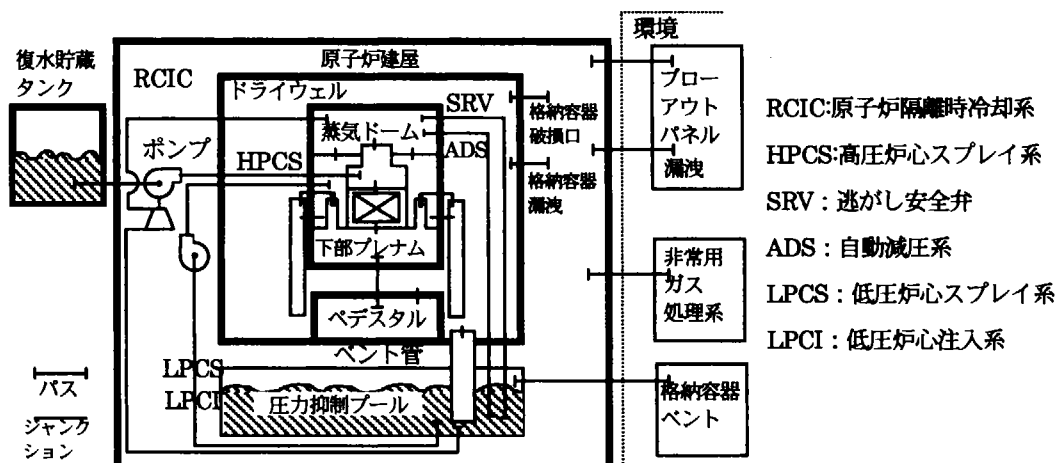 環境
復水貯蔵
タンク
RCIC
原子炉建屋
ドライウェル
SRV
蒸気ドーム
ADS
ポンプ
HPCS
下部プレナム
ペデスタル
ベント管
LPCS
LPCI
圧力抑制プール
格納容器
破損口
格納容器
漏洩
ブロー
アウト
パネル
漏洩
非常用
ガス
処理系
格納容器
ベント
パス
ジャンク
ション
RCIC:原子炉隔離時冷却系
HPCS:高圧炉心スプレイ系
SRV：逃がし安全弁
ADS：自動減圧系
LPCS：低圧炉心スプレイ系
LPCI：低圧炉心注入系